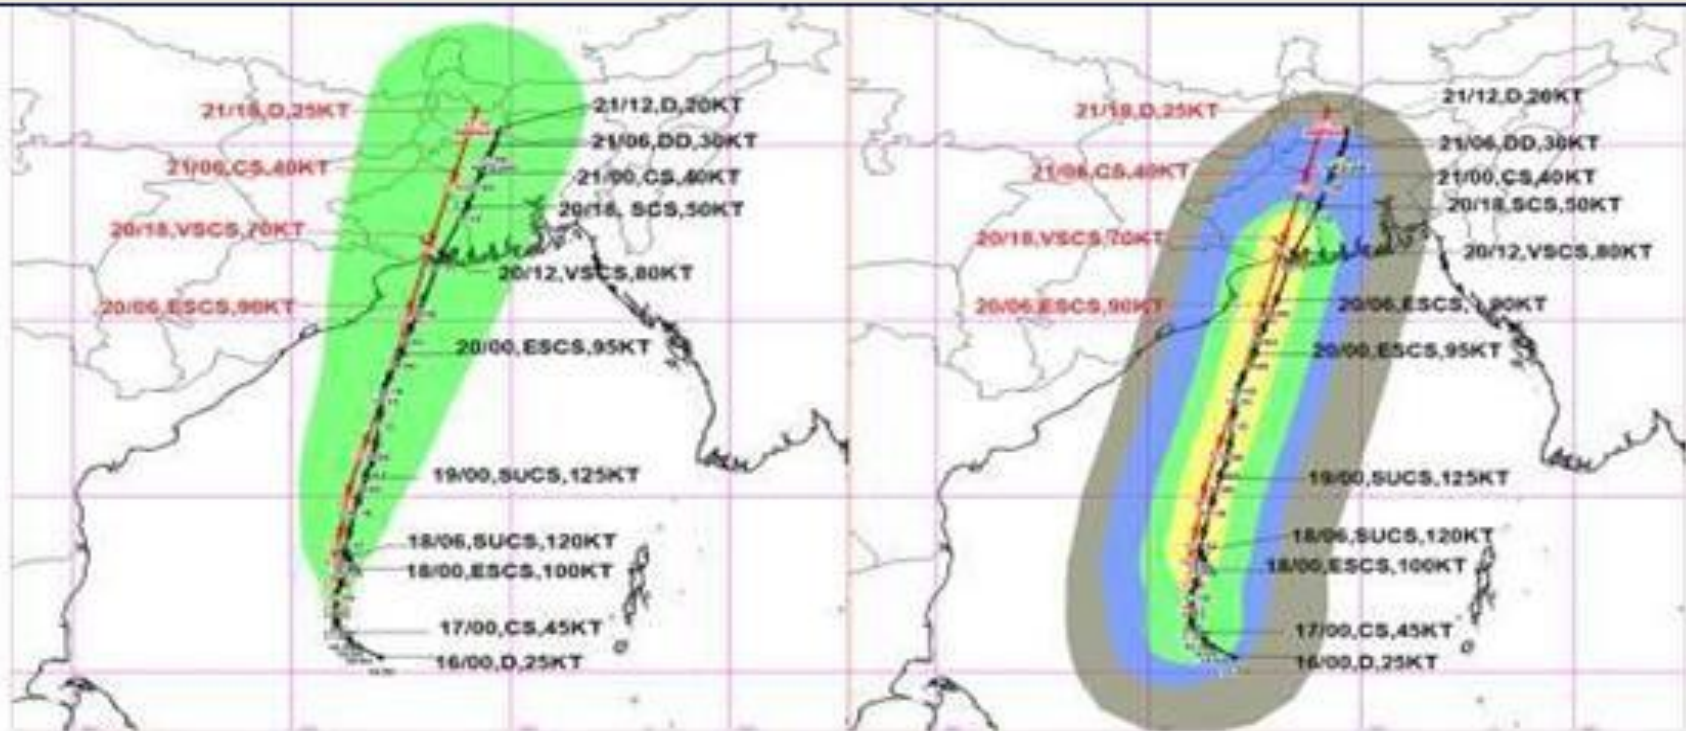 21/18,D,25KT
21/12,D,20KT
21/06,DD,30KT
21/00,CS,40KT
21/00,CS,40KT
20/18, SCS,50KT
20/18,VSCS,70KT
20/12,VSCS,80KT
20/06,ESCS,90KT
20/00,ESCS,95KT
19/00,SUCS,125KT
18/06,SUCS,120KT
18/00,ESCS,100KT
17/00,CS,45KT
16/00,D,25KT
21/18,D,25KT
21/12,D,20KT
21/06,DD,30KT
21/06,CS,40KT
21/00,CS,40KT
20/18,SCS,50KT
20/18,VSCS,70KT
20/12,VSCS,80KT
20/06,ESCS,90KT
20/06,ESCS, 90KT
20/00,ESCS,95KT
19/00,SUCS,125KT
18/06,SUCS,120KT
18/00,ESCS,100KT
17/00,CS,45KT
16/00,D,25KT